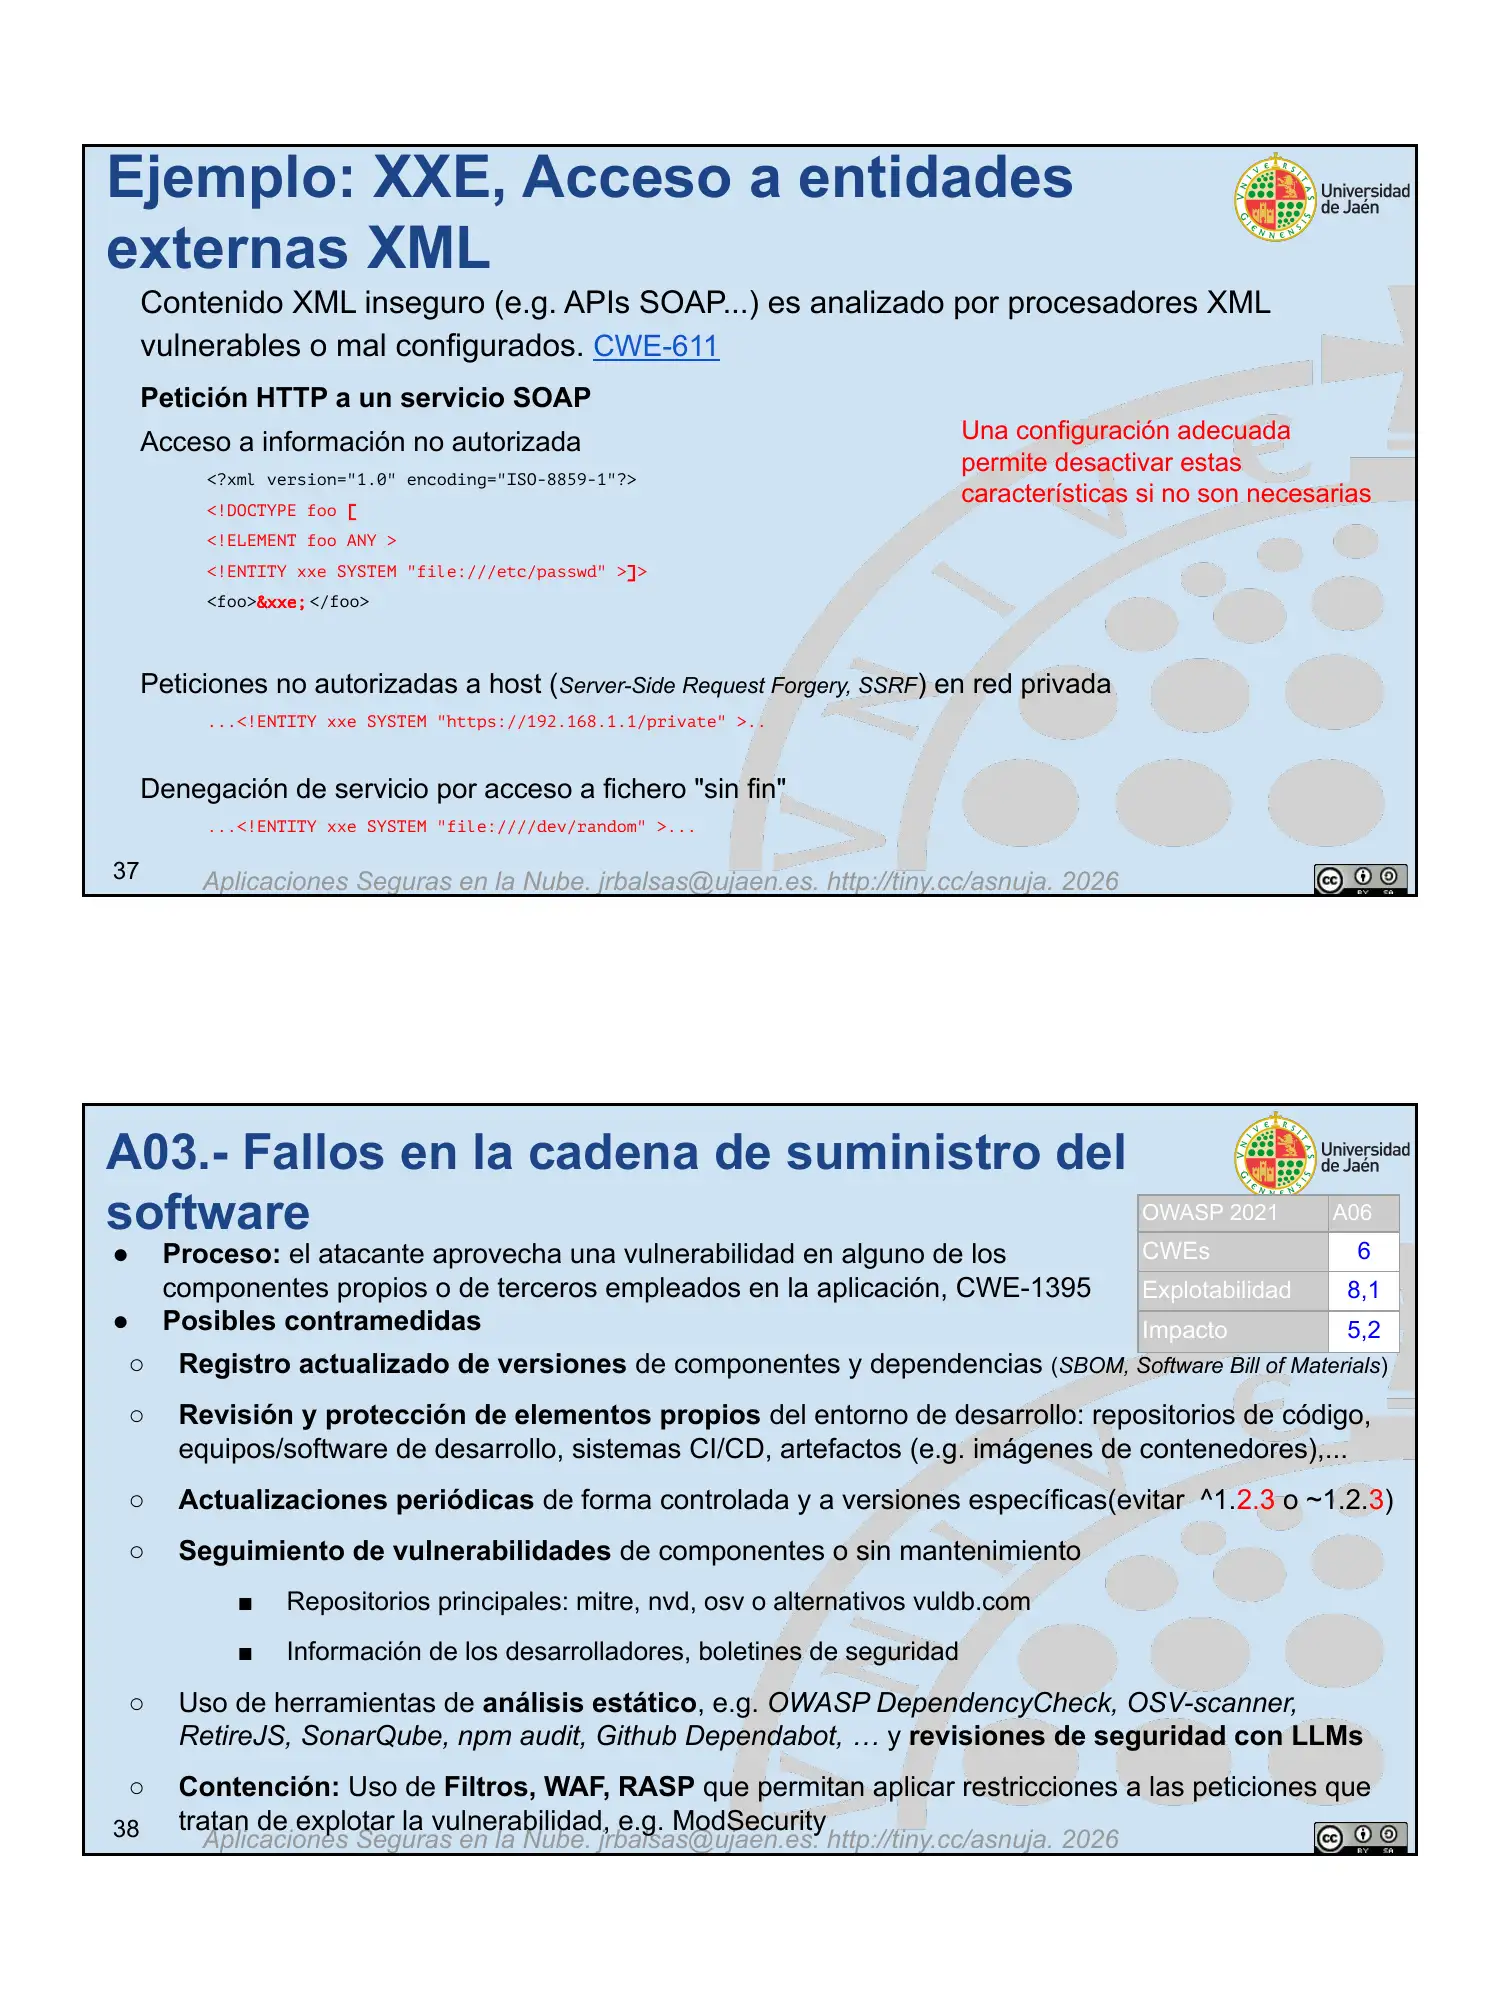 Ejemplo: XXE, Acceso a entidades
externas XML
Universidad
de Jaén
Contenido XML inseguro (e.g. APIs SOAP...) es analizado por procesadores XML
vulnerables o mal configurados. CWE-611
Petición HTTP a un servicio SOAP
Acceso a información no autorizada
Una configuración adecuada
permite desactivar estas
características si no son necesarias
<?xml version="1.0" encoding="ISO-8859-1"?>
<!DOCTYPE foo [
<!ELEMENT foo ANY >
<!ENTITY xxe SYSTEM "file:///etc/passwd" >]>
<foo>&xxe;</foo>
Peticiones no autorizadas a host (Server-Side Request Forgery, SSRF) en red privada
...<!ENTITY xxe SYSTEM "https://192.168.1.1/private" >..
Denegación de servicio por acceso a fichero "sin fin"
...<!ENTITY xxe SYSTEM "file:////dev/random" >...
37
Aplicaciones Seguras en la Nube. jrbalsas@ujaen.es. http://tiny.cc/asnuja. 2026
cc BY SA
A03.- Fallos en la cadena de suministro del
software
Universidad
de Jaén
OWASP 2021 A06
CWEs 6
Explotabilidad 8,1
Impacto 5,2
● Proceso: el atacante aprovecha una vulnerabilidad en alguno de los
componentes propios o de terceros empleados en la aplicación, CWE-1395
● Posibles contramedidas
○ Registro actualizado de versiones de componentes y dependencias (SBOM, Software Bill of Materials)
○ Revisión y protección de elementos propios del entorno de desarrollo: repositorios de código,
equipos/software de desarrollo, sistemas CI/CD, artefactos (e.g. imágenes de contenedores),...
○ Actualizaciones periódicas de forma controlada y a versiones específicas(evitar ^1.2.3 o ~1.2.3)
○ Seguimiento de vulnerabilidades de componentes o sin mantenimiento
■ Repositorios principales: mitre, nvd, osv o alternativos vuldb.com
■ Información de los desarrolladores, boletines de seguridad
○ Uso de herramientas de análisis estático, e.g. OWASP DependencyCheck, OSV-scanner,
RetireJS, SonarQube, npm audit, Github Dependabot, … y revisiones de seguridad con LLMs
○ Contención: Uso de Filtros, WAF, RASP que permitan aplicar restricciones a las peticiones que
tratan de explotar la vulnerabilidad, e.g. ModSecurity
38
Aplicaciones Seguras en la Nube. jrbalsas@ujaen.es. http://tiny.cc/asnuja. 2026
cc BY SA